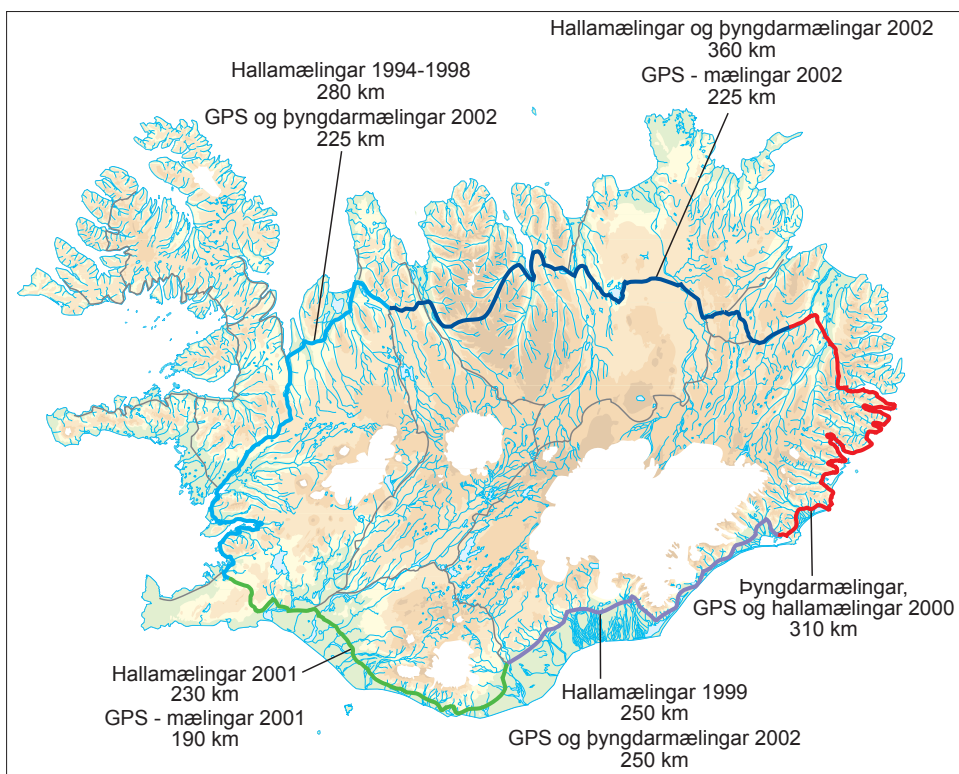 Hallamælingar og þyngdarmælingar 2002
360 km
GPS - mælingar 2002
225 km
Hallamælingar 1994-1998
280 km
GPS og þyngdarmælingar 2002
225 km
Þyngdarmælingar,
GPS og hallamælingar 2000
310 km
Hallamælingar 2001
230 km
GPS - mælingar 2001
190 km
Hallamælingar 1999
250 km
GPS og þyngdarmælingar 2002
250 km